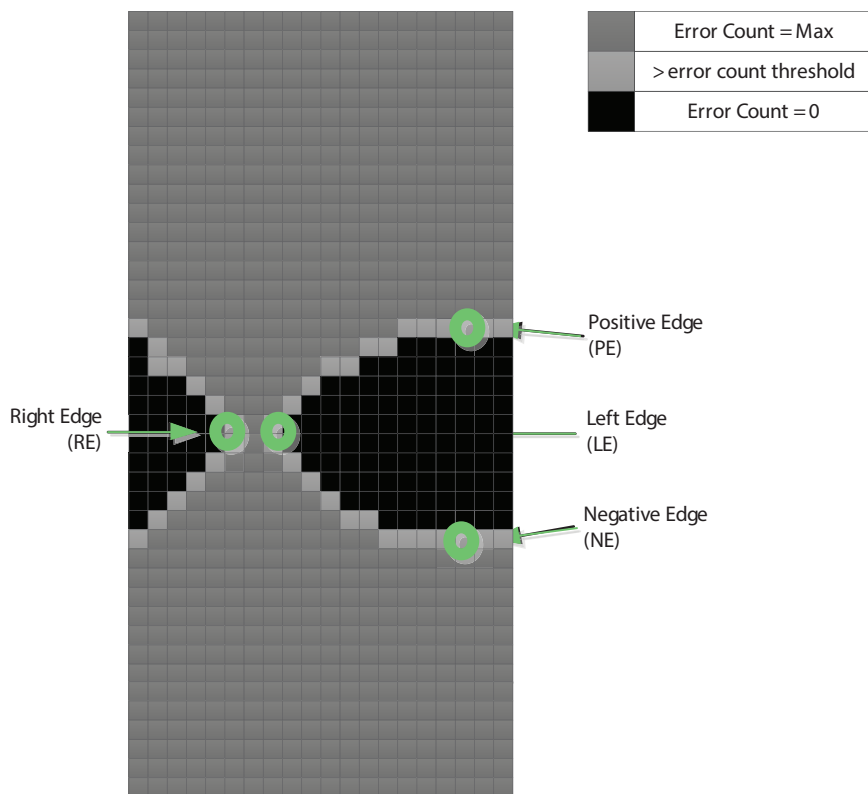 Error Count = Max
> error count threshold
Error Count = 0
Positive Edge
(PE)
Right Edge
(RE)
Left Edge
(LE)
Negative Edge
(NE)